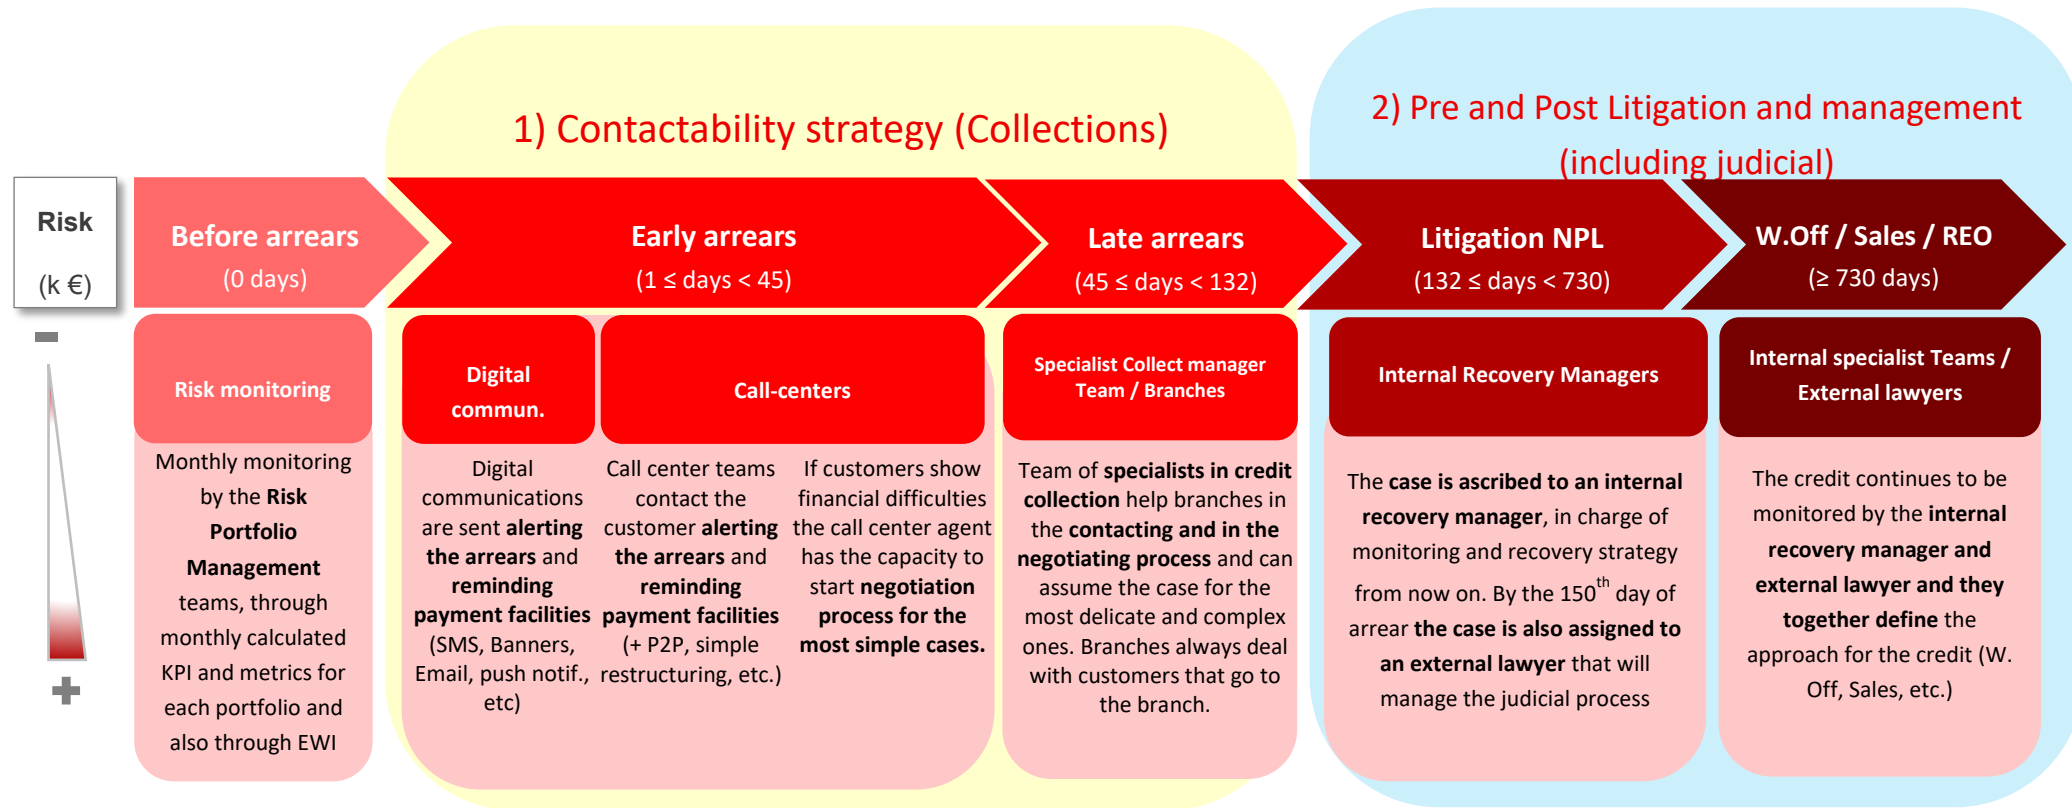 1) Contactability strategy (Collections)
2) Pre and Post Litigation and management
(including judicial)
Risk
(k €)
Before arrears
(0 days)
Early arrears
(1 ≤ days < 45)
Late arrears
(45 ≤ days < 132)
Litigation NPL
(132 ≤ days < 730)
W.Off / Sales / REO
(≥ 730 days)
Risk monitoring
Monthly monitoring
by the Risk
Portfolio
Management
teams, through
monthly calculated
KPI and metrics for
each portfolio and
also through EWI
Digital
commun.
Digital
communications
are sent alerting
the arrears and
reminding
payment facilities
(SMS, Banners,
Email, push notif.,
etc)
Call-centers
Call center teams
contact the
customer alerting
the arrears and
reminding
payment facilities
(+ P2P, simple
restructuring, etc.)
If customers show
financial difficulties
the call center agent
has the capacity to
start negotiation
process for the
most simple cases.
Specialist Collect manager
Team / Branches
Team of specialists in credit
collection help branches in
the contacting and in the
negotiating process and can
assume the case for the
most delicate and complex
ones. Branches always deal
with customers that go to
the branch.
Internal Recovery Managers
The case is ascribed to an internal
recovery manager, in charge of
monitoring and recovery strategy
from now on. By the 150th day of
arrear the case is also assigned to
an external lawyer that will
manage the judicial process
Internal specialist Teams /
External lawyers
The credit continues to be
monitored by the internal
recovery manager and
external lawyer and they
together define the
approach for the credit (W.
Off, Sales, etc.)